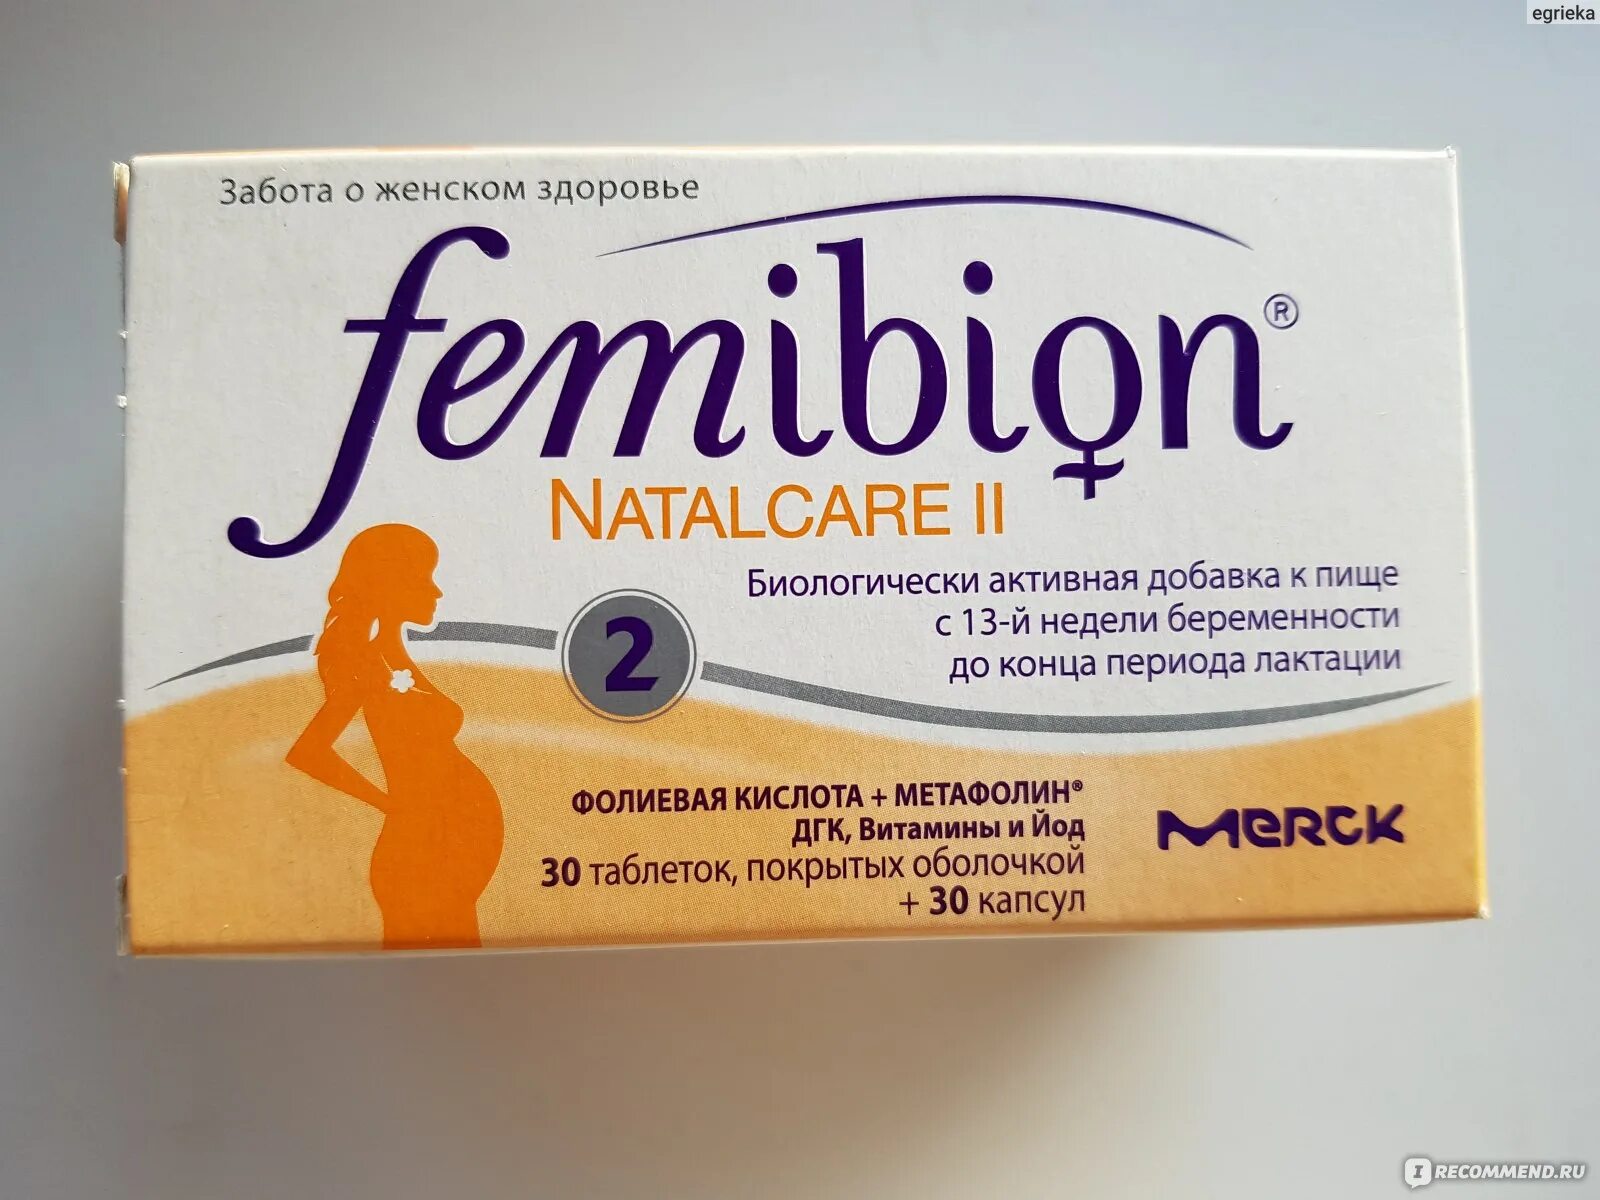 egrieka
Забота о женском здоровье
femibion®
NATALCARE II
Биологически активная добавка к пище
с 13-й недели беременности
до конца периода лактации
2
ФОЛИЕВАЯ КИСЛОТА + МЕТАФОЛИН®
ДГК, Витамины и Йод
30 таблеток, покрытых оболочкой
+ 30 капсул
MERCK
I RECOMMEND.RU